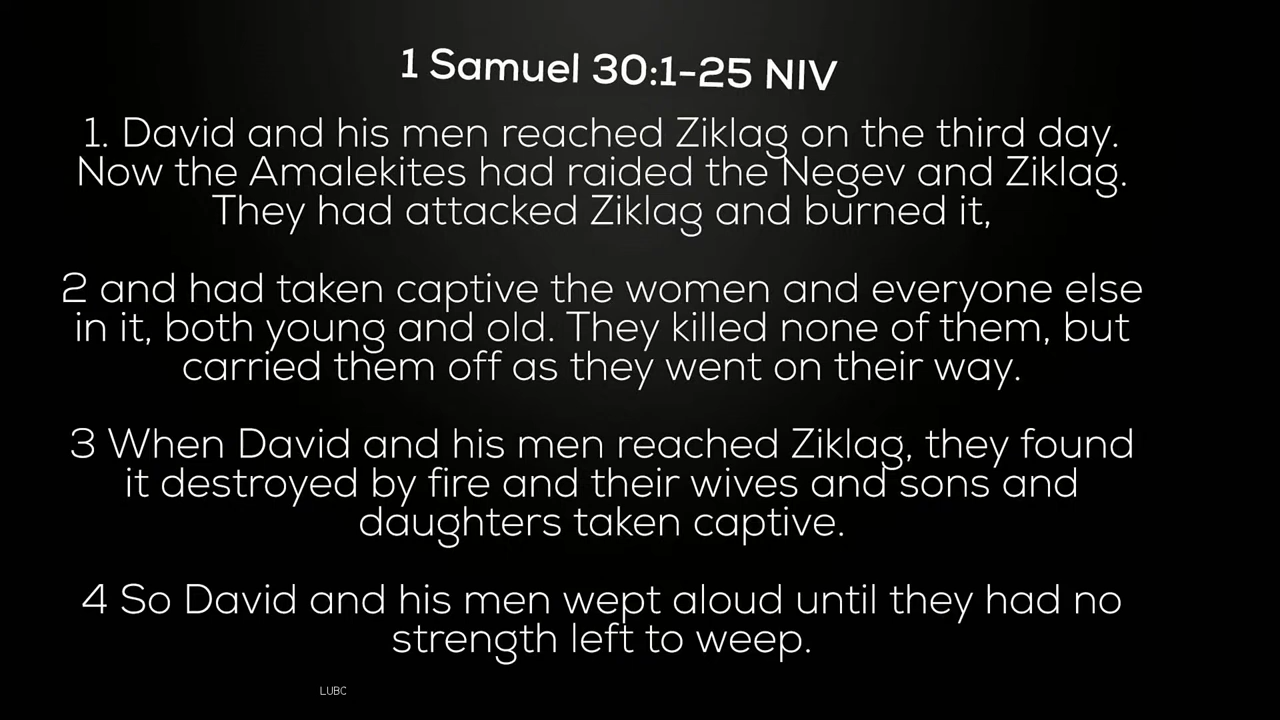 1 Samuel 30:1-25 NIV
1. David and his men reached Ziklag on the third day.
Now the Amalekites had raided the Negev and Ziklag.
They had attacked Ziklag and burned it,
2 and had taken captive the women and everyone else
in it, both young and old. They killed none of them, but
carried them off as they went on their way.
3 When David and his men reached Ziklag, they found
it destroyed by fire and their wives and sons and
daughters taken captive.
4 So David and his men wept aloud until they had no
strength left to weep.
LUBC